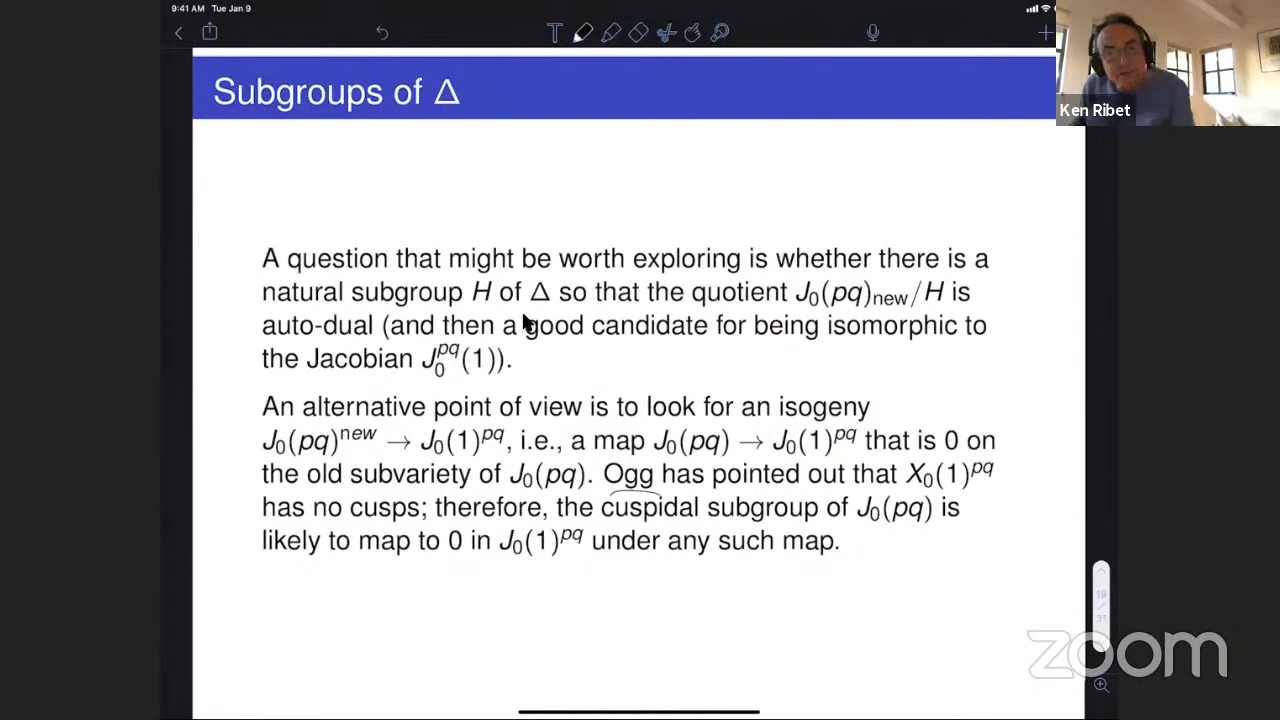 9:41 AM Tue Jan 9
Subgroups of Δ
Ken Ribet
A question that might be worth exploring is whether there is a
natural subgroup H of Δ so that the quotient J₀(pq)new/H is
auto-dual (and then a good candidate for being isomorphic to
the Jacobian J₀^pq(1)).
An alternative point of view is to look for an isogeny
J₀(pq)^new → J₀(1)^pq, i.e., a map J₀(pq) → J₀(1)^pq that is 0 on
the old subvariety of J₀(pq). Ogg has pointed out that X₀(1)^pq
has no cusps; therefore, the cuspidal subgroup of J₀(pq) is
likely to map to 0 in J₀(1)^pq under any such map.
19
/
31
zoom